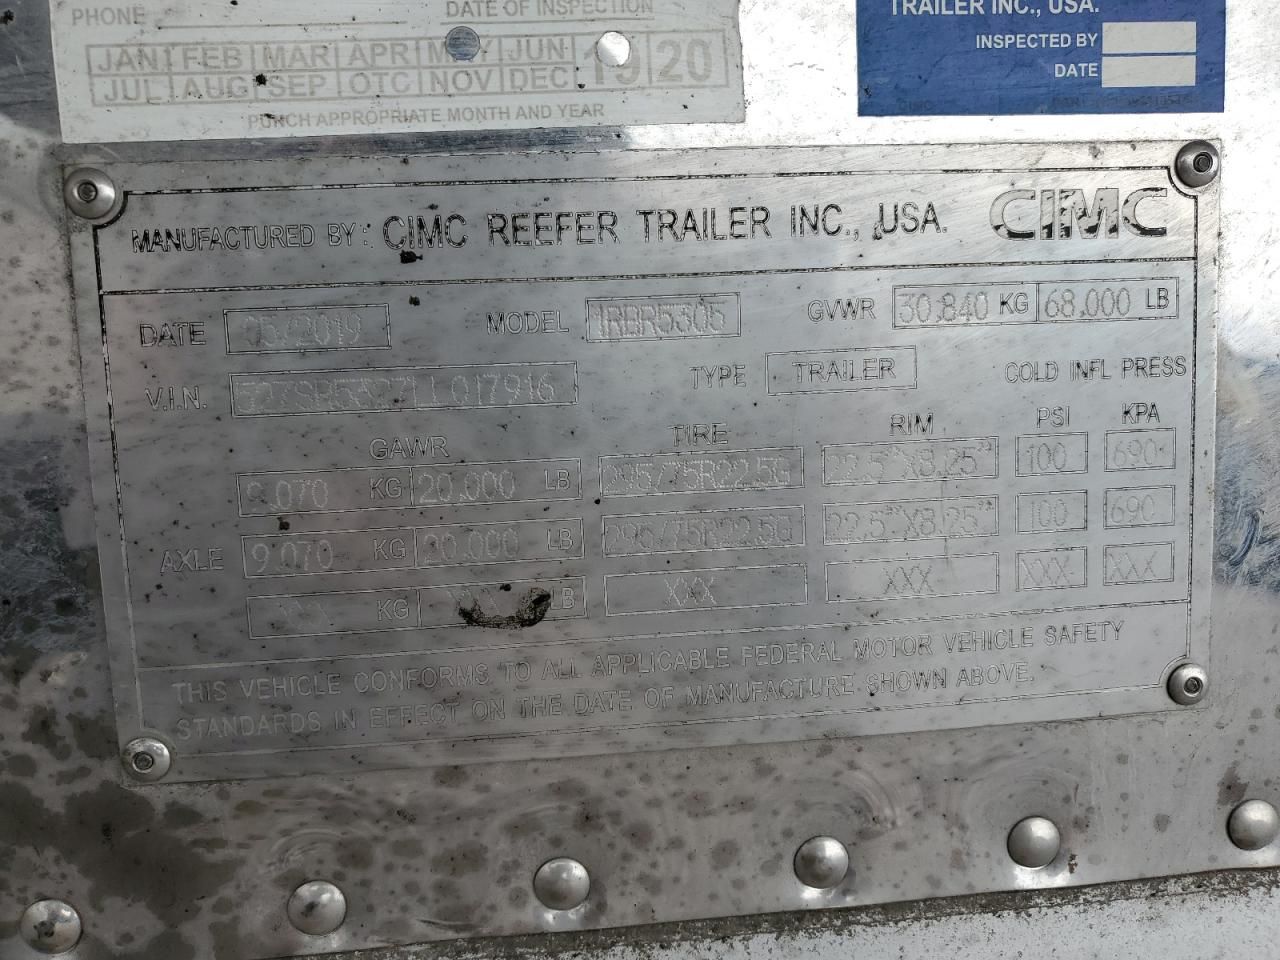 PHONE DATE OF INSPECTION
JAN FEB MAR APR MAY JUN 19 20
JUL AUG SEP OTC NOV DEC
PUNCH APPROPRIATE MONTH AND YEAR
TRAILER INC., USA.
INSPECTED BY
DATE
CIMC
MANUFACTURED BY: CIMC REEFER TRAILER INC., USA. CIMC
DATE 05/2019 MODEL 1RBR5305 GVWR 30.840 KG 68.000 LB
V.I.N. TYPE TRAILER COLD INFL PRESS
GAWR TIRE RIM PSI KPA
9.070 KG 20.000 LB 295/75R22.5G 22.5"X8.25" 100 690
AXLE 9.070 KG 20.000 LB 295/75R22.5G 22.5"X8.25" 100 690
XXX KG XXX LB XXX XXX XXX XXX
THIS VEHICLE CONFORMS TO ALL APPLICABLE FEDERAL MOTOR VEHICLE SAFETY
STANDARDS IN EFFECT ON THE DATE OF MANUFACTURE SHOWN ABOVE.